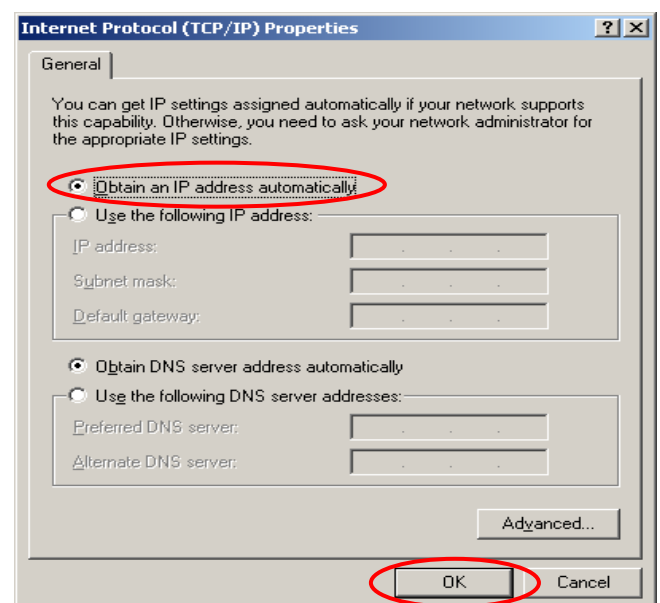 Internet Protocol (TCP/IP) Properties
General
You can get IP settings assigned automatically if your network supports
this capability. Otherwise, you need to ask your network administrator for
the appropriate IP settings.
Obtain an IP address automatically
Use the following IP address:
IP address:
Subnet mask:
Default gateway:
Obtain DNS server address automatically
Use the following DNS server addresses:
Preferred DNS server:
Alternate DNS server:
Advanced...
OK Cancel